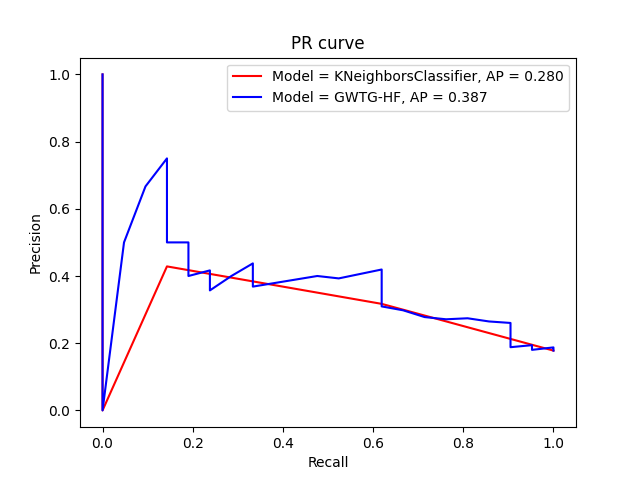 PR curve
Model = KNeighborsClassifier, AP = 0.280
Model = GWTG-HF, AP = 0.387
Precision
1.0
0.8
0.6
0.4
0.2
0.0
0.0 0.2 0.4 0.6 0.8 1.0
Recall